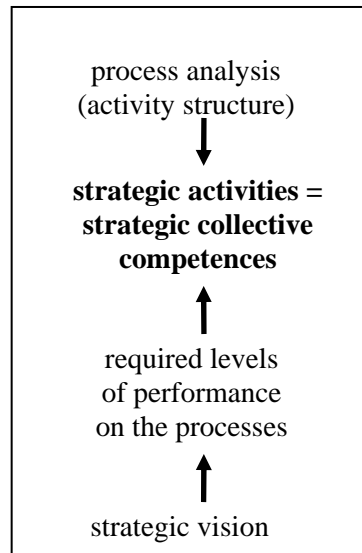 process analysis
(activity structure)
strategic activities =
strategic collective
competences
required levels
of performance
on the processes
strategic vision